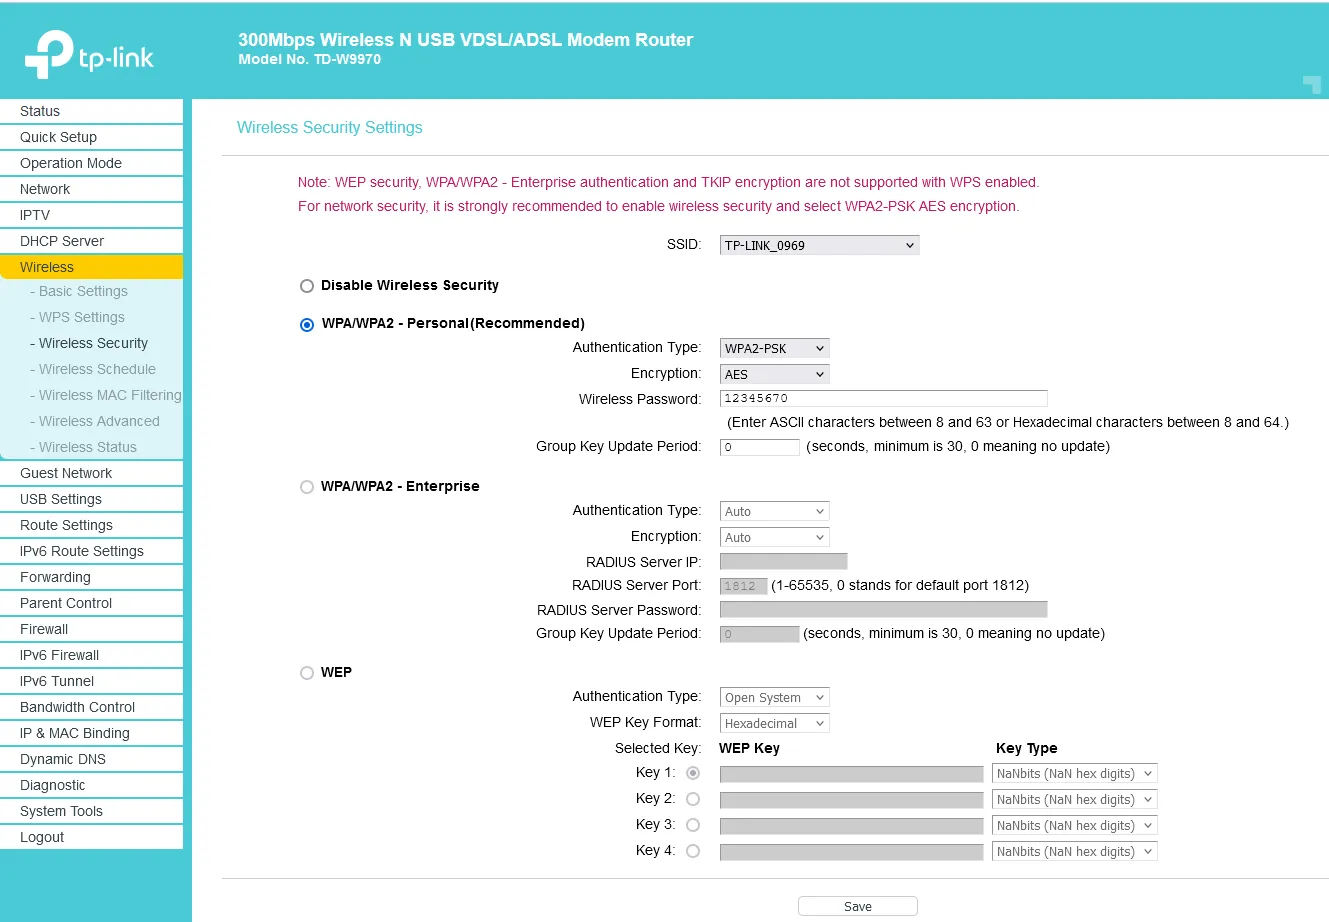 tp-link
300Mbps Wireless N USB VDSL/ADSL Modem Router
Model No. TD-W9970
Status
Quick Setup
Operation Mode
Network
IPTV
DHCP Server
Wireless
- Basic Settings
- WPS Settings
- Wireless Security
- Wireless Schedule
- Wireless MAC Filtering
- Wireless Advanced
- Wireless Status
Guest Network
USB Settings
Route Settings
IPv6 Route Settings
Forwarding
Parent Control
Firewall
IPv6 Firewall
IPv6 Tunnel
Bandwidth Control
IP & MAC Binding
Dynamic DNS
Diagnostic
System Tools
Logout
Wireless Security Settings
Note: WEP security, WPA/WPA2 - Enterprise authentication and TKIP encryption are not supported with WPS enabled.
For network security, it is strongly recommended to enable wireless security and select WPA2-PSK AES encryption.
SSID: TP-LINK_0969
Disable Wireless Security
WPA/WPA2 - Personal(Recommended)
Authentication Type: WPA2-PSK
Encryption: AES
Wireless Password: 12345670
(Enter ASCII characters between 8 and 63 or Hexadecimal characters between 8 and 64.)
Group Key Update Period: 0 (seconds, minimum is 30, 0 meaning no update)
WPA/WPA2 - Enterprise
Authentication Type: Auto
Encryption: Auto
RADIUS Server IP:
RADIUS Server Port: 1812 (1-65535, 0 stands for default port 1812)
RADIUS Server Password:
Group Key Update Period: 0 (seconds, minimum is 30, 0 meaning no update)
WEP
Authentication Type: Open System
WEP Key Format: Hexadecimal
Selected Key: WEP Key Key Type
Key 1: NaNbits (NaN hex digits)
Key 2: NaNbits (NaN hex digits)
Key 3: NaNbits (NaN hex digits)
Key 4: NaNbits (NaN hex digits)
Save